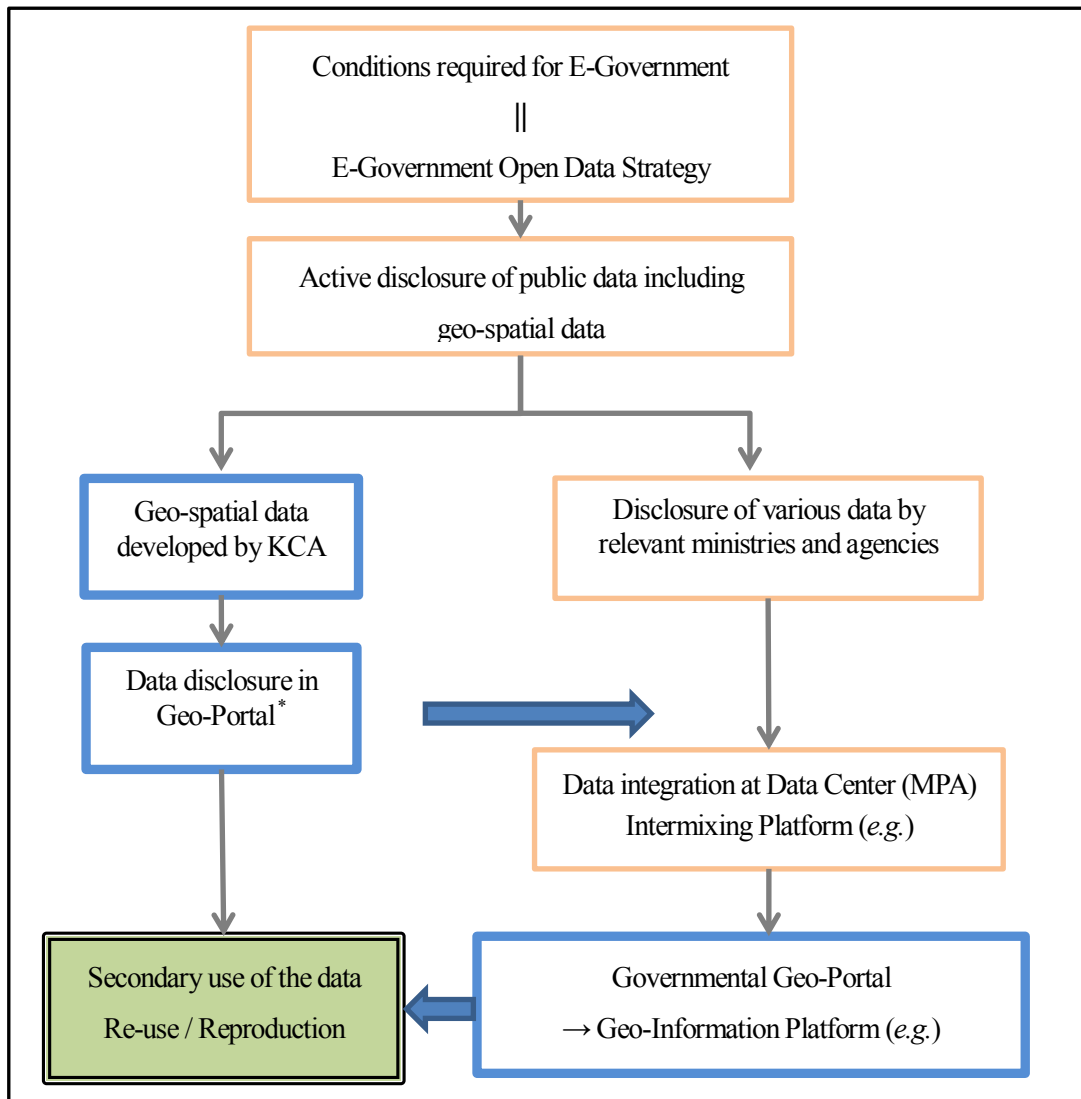 Conditions required for E-Government
||
E-Government Open Data Strategy
Active disclosure of public data including
geo-spatial data
Geo-spatial data
developed by KCA
Disclosure of various data by
relevant ministries and agencies
Data disclosure in
Geo-Portal*
Data integration at Data Center (MPA)
Intermixing Platform (e.g.)
Secondary use of the data
Re-use / Reproduction
Governmental Geo-Portal
→ Geo-Information Platform (e.g.)